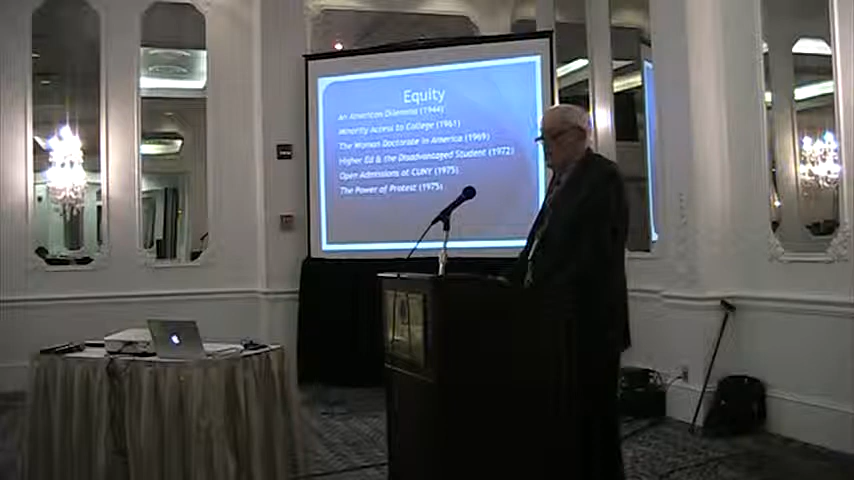 Equity
An American Dilemma (1944)
Minority Access to College (1961)
The Woman Doctorate in America (1969)
Higher Ed & the Disadvantaged Student (1972)
Open Admissions at CUNY (1975)
The Power of Protest (1975)